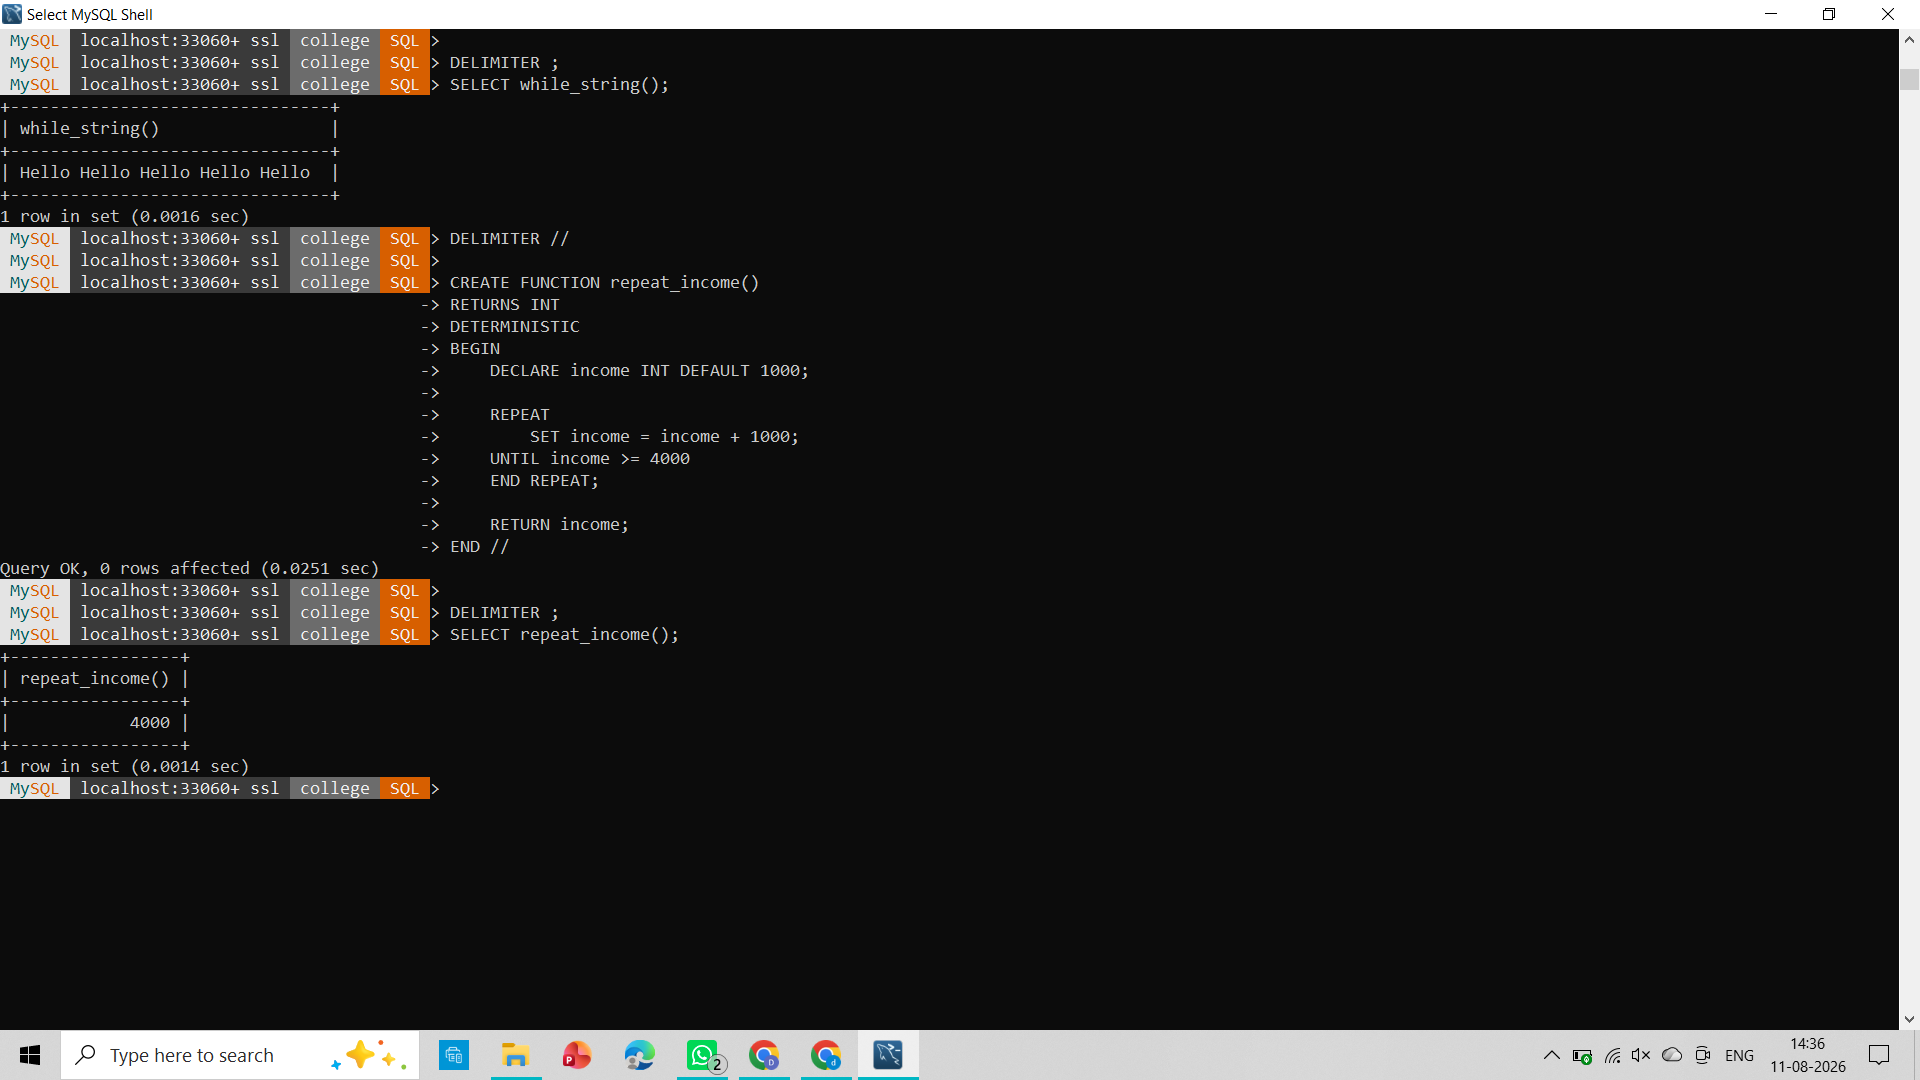 Select MySQL Shell
MySQL localhost:33060+ ssl college SQL >
MySQL localhost:33060+ ssl college SQL > DELIMITER ;
MySQL localhost:33060+ ssl college SQL > SELECT while_string();
+--------------------------------+
| while_string()                 |
+--------------------------------+
| Hello Hello Hello Hello Hello  |
+--------------------------------+
1 row in set (0.0016 sec)
MySQL localhost:33060+ ssl college SQL > DELIMITER //
MySQL localhost:33060+ ssl college SQL >
MySQL localhost:33060+ ssl college SQL > CREATE FUNCTION repeat_income()
-> RETURNS INT
-> DETERMINISTIC
-> BEGIN
->     DECLARE income INT DEFAULT 1000;
->
->     REPEAT
->         SET income = income + 1000;
->     UNTIL income >= 4000
->     END REPEAT;
->
->     RETURN income;
-> END //
Query OK, 0 rows affected (0.0251 sec)
MySQL localhost:33060+ ssl college SQL >
MySQL localhost:33060+ ssl college SQL > DELIMITER ;
MySQL localhost:33060+ ssl college SQL > SELECT repeat_income();
+-----------------+
| repeat_income() |
+-----------------+
|            4000 |
+-----------------+
1 row in set (0.0014 sec)
MySQL localhost:33060+ ssl college SQL >
Type here to search
2
ENG
14:36
11-08-2026